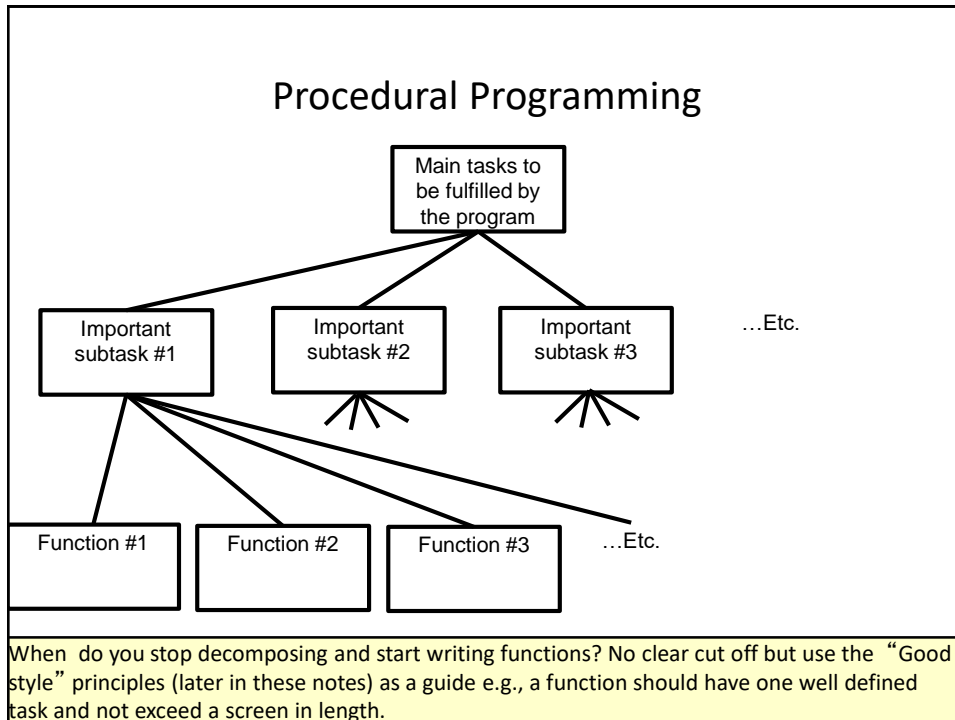 Procedural Programming
Main tasks to
be fulfilled by
the program
Important
subtask #1
Important
subtask #2
Important
subtask #3
…Etc.
Function #1
Function #2
Function #3
…Etc.
When do you stop decomposing and start writing functions? No clear cut off but use the “Good
style” principles (later in these notes) as a guide e.g., a function should have one well defined
task and not exceed a screen in length.